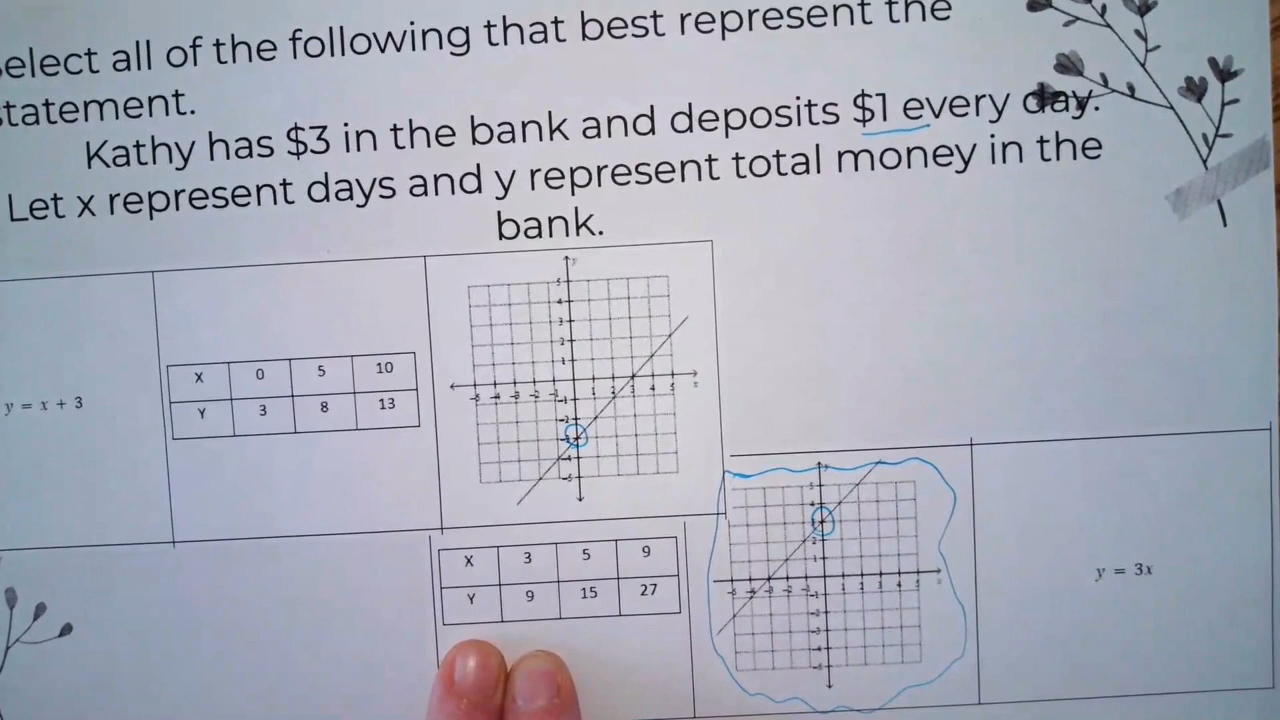 elect all of the following that best represent the
tatement.
Kathy has $3 in the bank and deposits $1 every day.
Let x represent days and y represent total money in the
bank.
y = x + 3
X 0 5 10
Y 3 8 13
X 3 5 9
Y 9 15 27
y = 3x